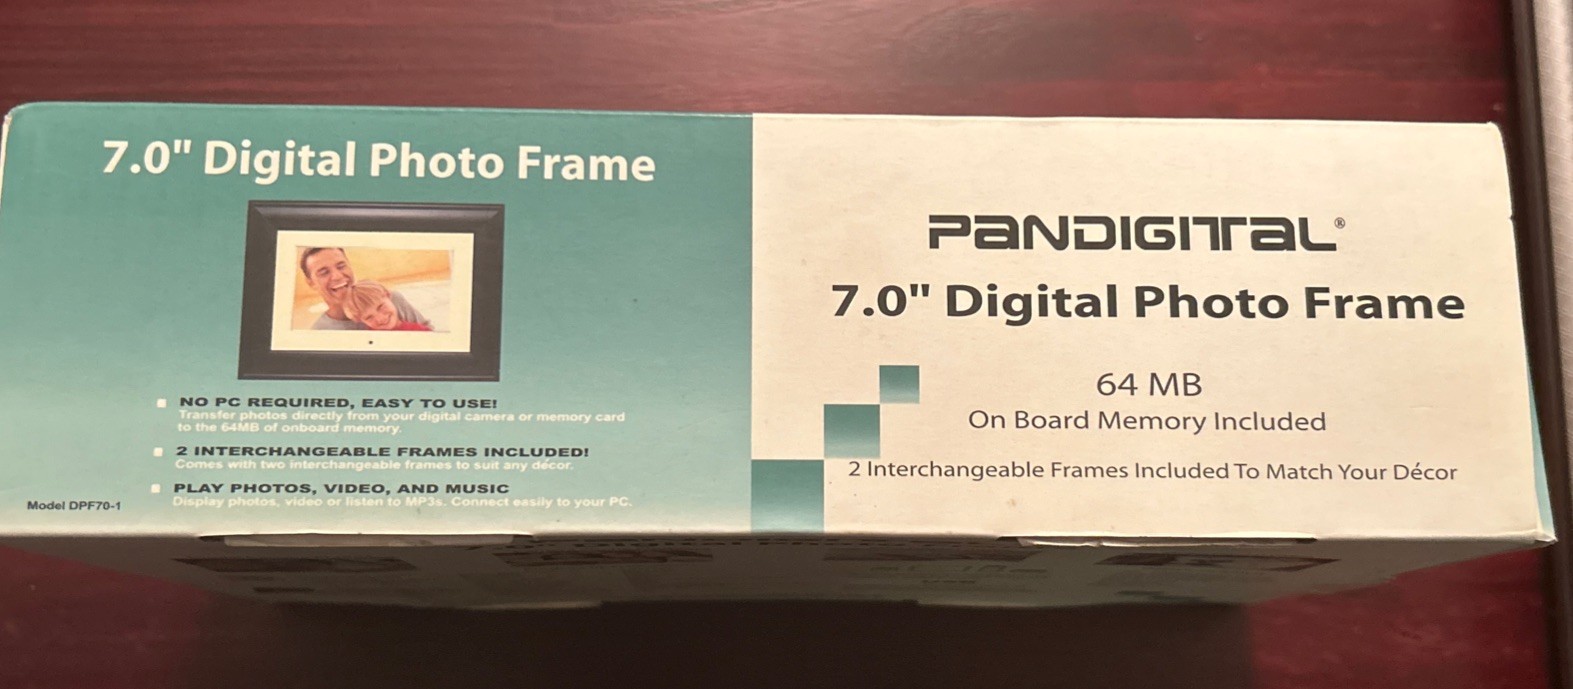 7.0" Digital Photo Frame
NO PC REQUIRED, EASY TO USE!
Transfer photos directly from your digital camera or memory card
to the 64MB of onboard memory.
2 INTERCHANGEABLE FRAMES INCLUDED!
Comes with two interchangeable frames to suit any décor.
PLAY PHOTOS, VIDEO, AND MUSIC
Display photos, video or listen to MP3s. Connect easily to your PC.
Model DPF70-1
PANDIGITAL®
7.0" Digital Photo Frame
64 MB
On Board Memory Included
2 Interchangeable Frames Included To Match Your Décor